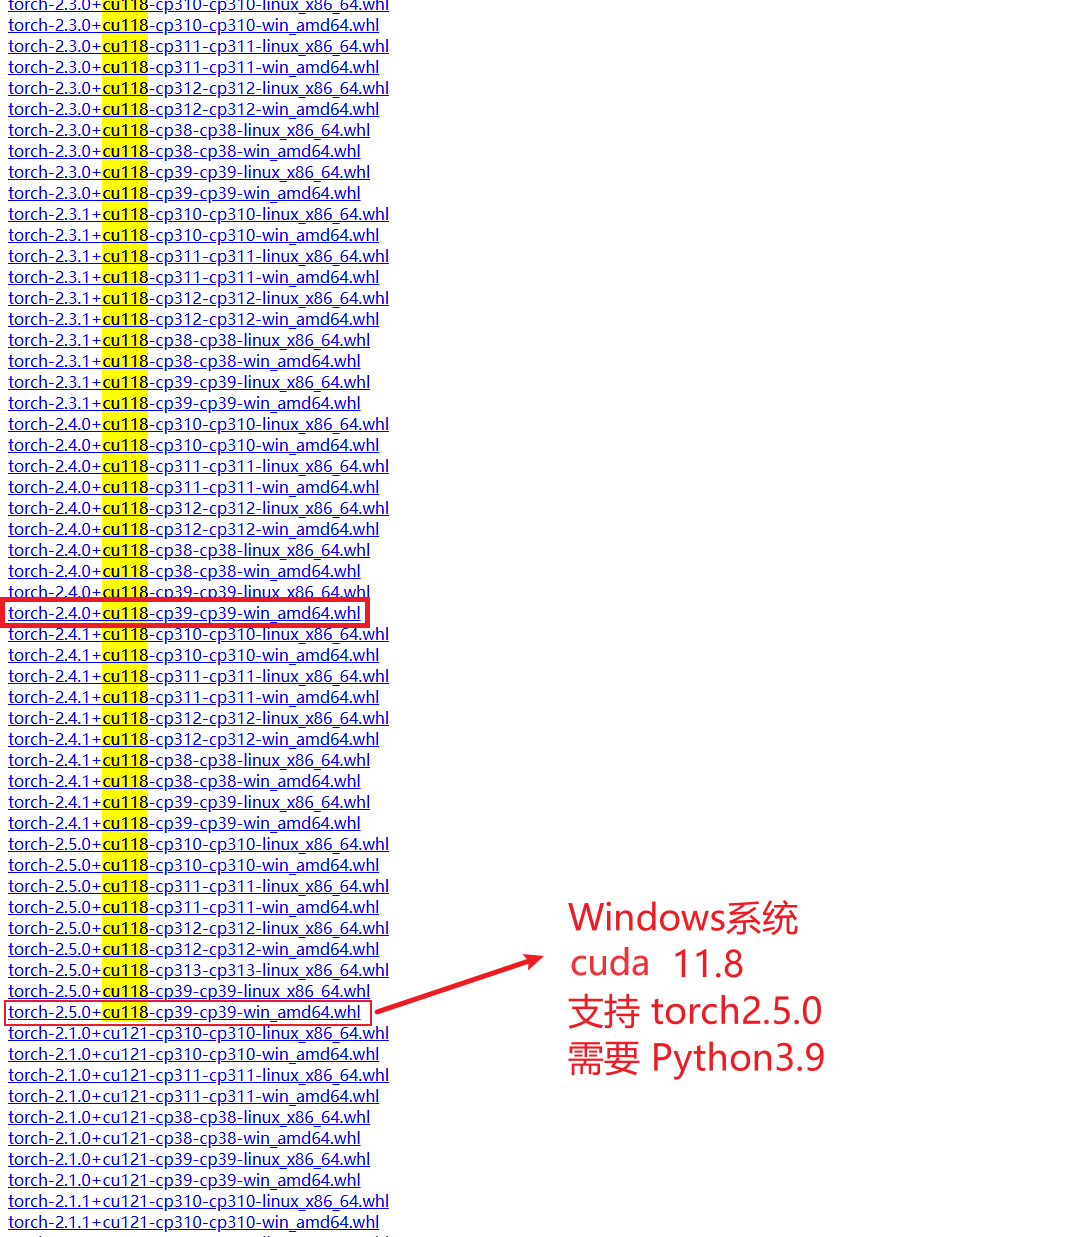 torch-2.3.0+cu118-cp310-cp310-linux_x86_64.whl
torch-2.3.0+cu118-cp310-cp310-win_amd64.whl
torch-2.3.0+cu118-cp311-cp311-linux_x86_64.whl
torch-2.3.0+cu118-cp311-cp311-win_amd64.whl
torch-2.3.0+cu118-cp312-cp312-linux_x86_64.whl
torch-2.3.0+cu118-cp312-cp312-win_amd64.whl
torch-2.3.0+cu118-cp38-cp38-linux_x86_64.whl
torch-2.3.0+cu118-cp38-cp38-win_amd64.whl
torch-2.3.0+cu118-cp39-cp39-linux_x86_64.whl
torch-2.3.0+cu118-cp39-cp39-win_amd64.whl
torch-2.3.1+cu118-cp310-cp310-linux_x86_64.whl
torch-2.3.1+cu118-cp310-cp310-win_amd64.whl
torch-2.3.1+cu118-cp311-cp311-linux_x86_64.whl
torch-2.3.1+cu118-cp311-cp311-win_amd64.whl
torch-2.3.1+cu118-cp312-cp312-linux_x86_64.whl
torch-2.3.1+cu118-cp312-cp312-win_amd64.whl
torch-2.3.1+cu118-cp38-cp38-linux_x86_64.whl
torch-2.3.1+cu118-cp38-cp38-win_amd64.whl
torch-2.3.1+cu118-cp39-cp39-linux_x86_64.whl
torch-2.3.1+cu118-cp39-cp39-win_amd64.whl
torch-2.4.0+cu118-cp310-cp310-linux_x86_64.whl
torch-2.4.0+cu118-cp310-cp310-win_amd64.whl
torch-2.4.0+cu118-cp311-cp311-linux_x86_64.whl
torch-2.4.0+cu118-cp311-cp311-win_amd64.whl
torch-2.4.0+cu118-cp312-cp312-linux_x86_64.whl
torch-2.4.0+cu118-cp312-cp312-win_amd64.whl
torch-2.4.0+cu118-cp38-cp38-linux_x86_64.whl
torch-2.4.0+cu118-cp38-cp38-win_amd64.whl
torch-2.4.0+cu118-cp39-cp39-linux_x86_64.whl
torch-2.4.0+cu118-cp39-cp39-win_amd64.whl
torch-2.4.1+cu118-cp310-cp310-linux_x86_64.whl
torch-2.4.1+cu118-cp310-cp310-win_amd64.whl
torch-2.4.1+cu118-cp311-cp311-linux_x86_64.whl
torch-2.4.1+cu118-cp311-cp311-win_amd64.whl
torch-2.4.1+cu118-cp312-cp312-linux_x86_64.whl
torch-2.4.1+cu118-cp312-cp312-win_amd64.whl
torch-2.4.1+cu118-cp38-cp38-linux_x86_64.whl
torch-2.4.1+cu118-cp38-cp38-win_amd64.whl
torch-2.4.1+cu118-cp39-cp39-linux_x86_64.whl
torch-2.4.1+cu118-cp39-cp39-win_amd64.whl
torch-2.5.0+cu118-cp310-cp310-linux_x86_64.whl
torch-2.5.0+cu118-cp310-cp310-win_amd64.whl
torch-2.5.0+cu118-cp311-cp311-linux_x86_64.whl
torch-2.5.0+cu118-cp311-cp311-win_amd64.whl
torch-2.5.0+cu118-cp312-cp312-linux_x86_64.whl
torch-2.5.0+cu118-cp312-cp312-win_amd64.whl
torch-2.5.0+cu118-cp313-cp313-linux_x86_64.whl
torch-2.5.0+cu118-cp39-cp39-linux_x86_64.whl
torch-2.5.0+cu118-cp39-cp39-win_amd64.whl
torch-2.1.0+cu121-cp310-cp310-linux_x86_64.whl
torch-2.1.0+cu121-cp310-cp310-win_amd64.whl
torch-2.1.0+cu121-cp311-cp311-linux_x86_64.whl
torch-2.1.0+cu121-cp311-cp311-win_amd64.whl
torch-2.1.0+cu121-cp38-cp38-linux_x86_64.whl
torch-2.1.0+cu121-cp38-cp38-win_amd64.whl
torch-2.1.0+cu121-cp39-cp39-linux_x86_64.whl
torch-2.1.0+cu121-cp39-cp39-win_amd64.whl
torch-2.1.1+cu121-cp310-cp310-linux_x86_64.whl
torch-2.1.1+cu121-cp310-cp310-win_amd64.whl
Windows系统
cuda 11.8
支持 torch2.5.0
需要 Python3.9